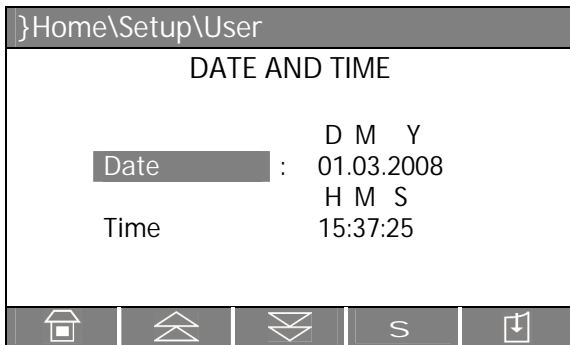 }Home\Setup\User
DATE AND TIME
D M Y
Date : 01.03.2008
H M S
Time 15:37:25
S